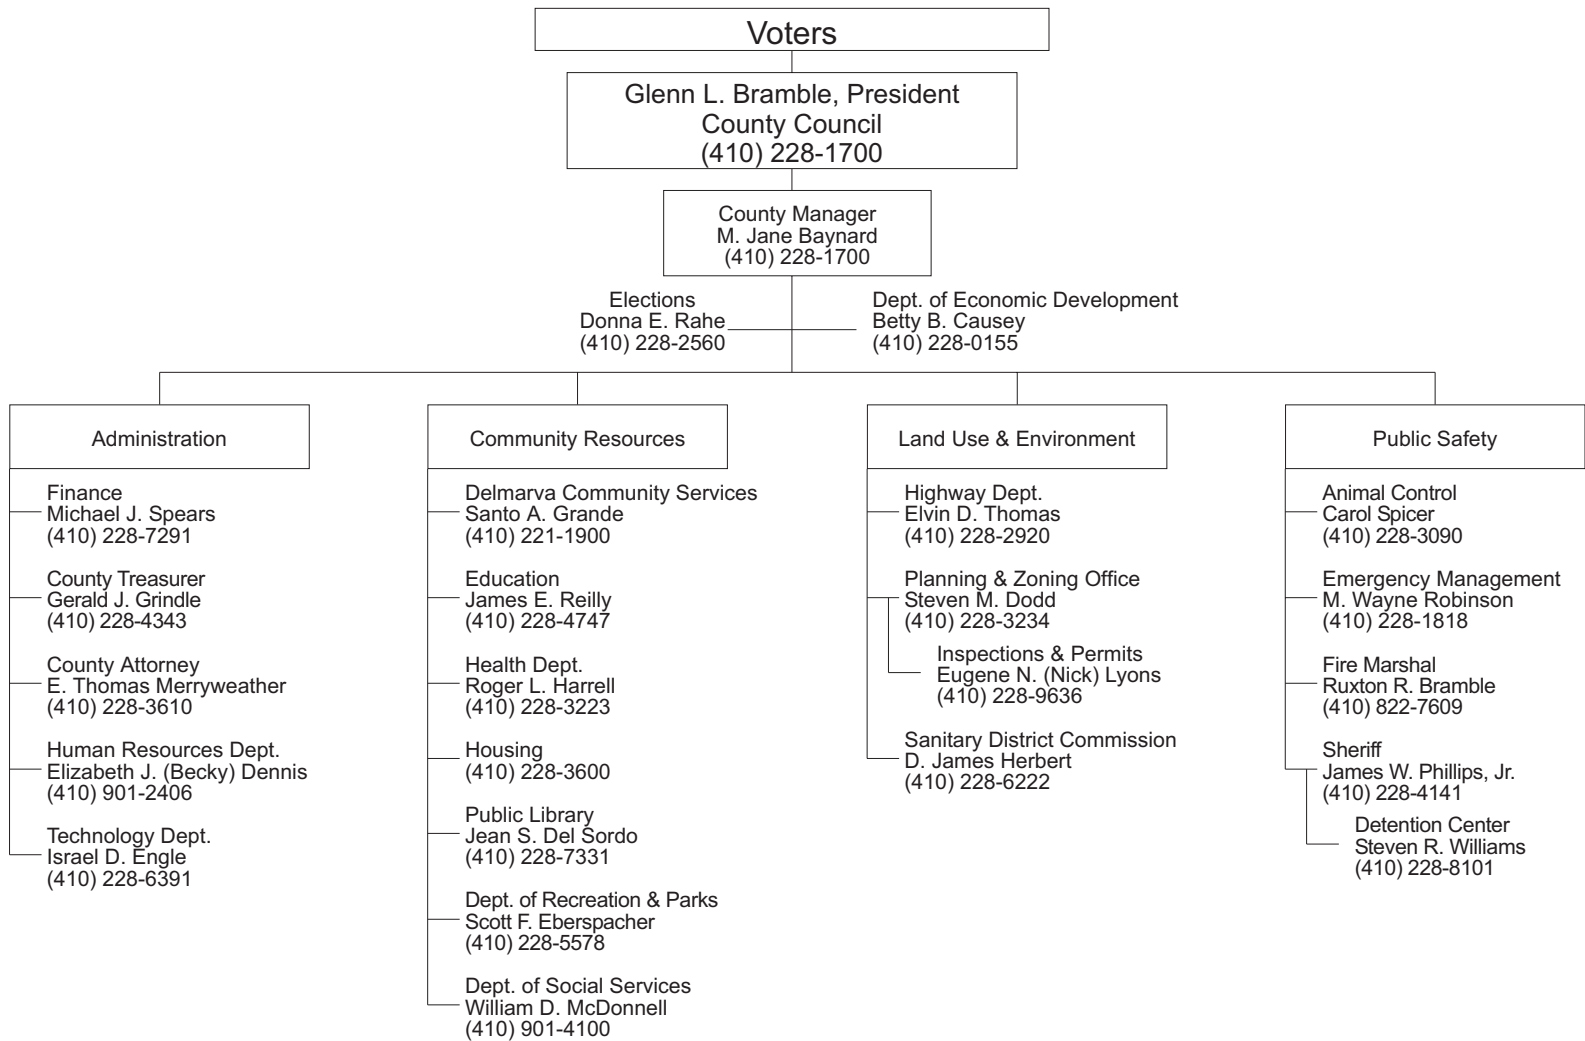 Voters
Glenn L. Bramble, President
County Council
(410) 228-1700
County Manager
M. Jane Baynard
(410) 228-1700
Elections
Donna E. Rahe
(410) 228-2560
Dept. of Economic Development
Betty B. Causey
(410) 228-0155
Administration
Finance
Michael J. Spears
(410) 228-7291
County Treasurer
Gerald J. Grindle
(410) 228-4343
County Attorney
E. Thomas Merryweather
(410) 228-3610
Human Resources Dept.
Elizabeth J. (Becky) Dennis
(410) 901-2406
Technology Dept.
Israel D. Engle
(410) 228-6391
Community Resources
Delmarva Community Services
Santo A. Grande
(410) 221-1900
Education
James E. Reilly
(410) 228-4747
Health Dept.
Roger L. Harrell
(410) 228-3223
Housing
(410) 228-3600
Public Library
Jean S. Del Sordo
(410) 228-7331
Dept. of Recreation & Parks
Scott F. Eberspacher
(410) 228-5578
Dept. of Social Services
William D. McDonnell
(410) 901-4100
Land Use & Environment
Highway Dept.
Elvin D. Thomas
(410) 228-2920
Planning & Zoning Office
Steven M. Dodd
(410) 228-3234
Inspections & Permits
Eugene N. (Nick) Lyons
(410) 228-9636
Sanitary District Commission
D. James Herbert
(410) 228-6222
Public Safety
Animal Control
Carol Spicer
(410) 228-3090
Emergency Management
M. Wayne Robinson
(410) 228-1818
Fire Marshal
Ruxton R. Bramble
(410) 822-7609
Sheriff
James W. Phillips, Jr.
(410) 228-4141
Detention Center
Steven R. Williams
(410) 228-8101